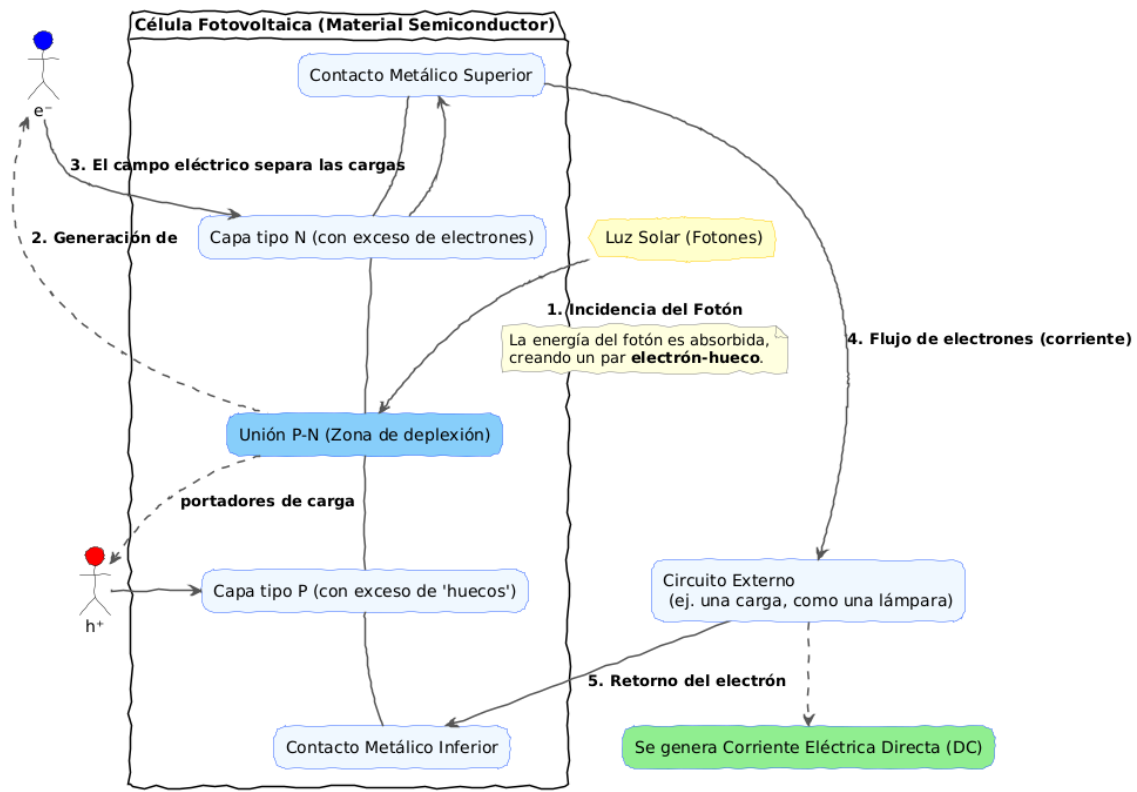 Célula Fotovoltaica (Material Semiconductor)
Contacto Metálico Superior
e⁻
3. El campo eléctrico separa las cargas
2. Generación de
Capa tipo N (con exceso de electrones)
Luz Solar (Fotones)
1. Incidencia del Fotón
La energía del fotón es absorbida,
creando un par electrón-hueco.
4. Flujo de electrones (corriente)
Unión P-N (Zona de deplexión)
portadores de carga
h⁺
Capa tipo P (con exceso de 'huecos')
Circuito Externo
(ej. una carga, como una lámpara)
5. Retorno del electrón
Contacto Metálico Inferior
Se genera Corriente Eléctrica Directa (DC)